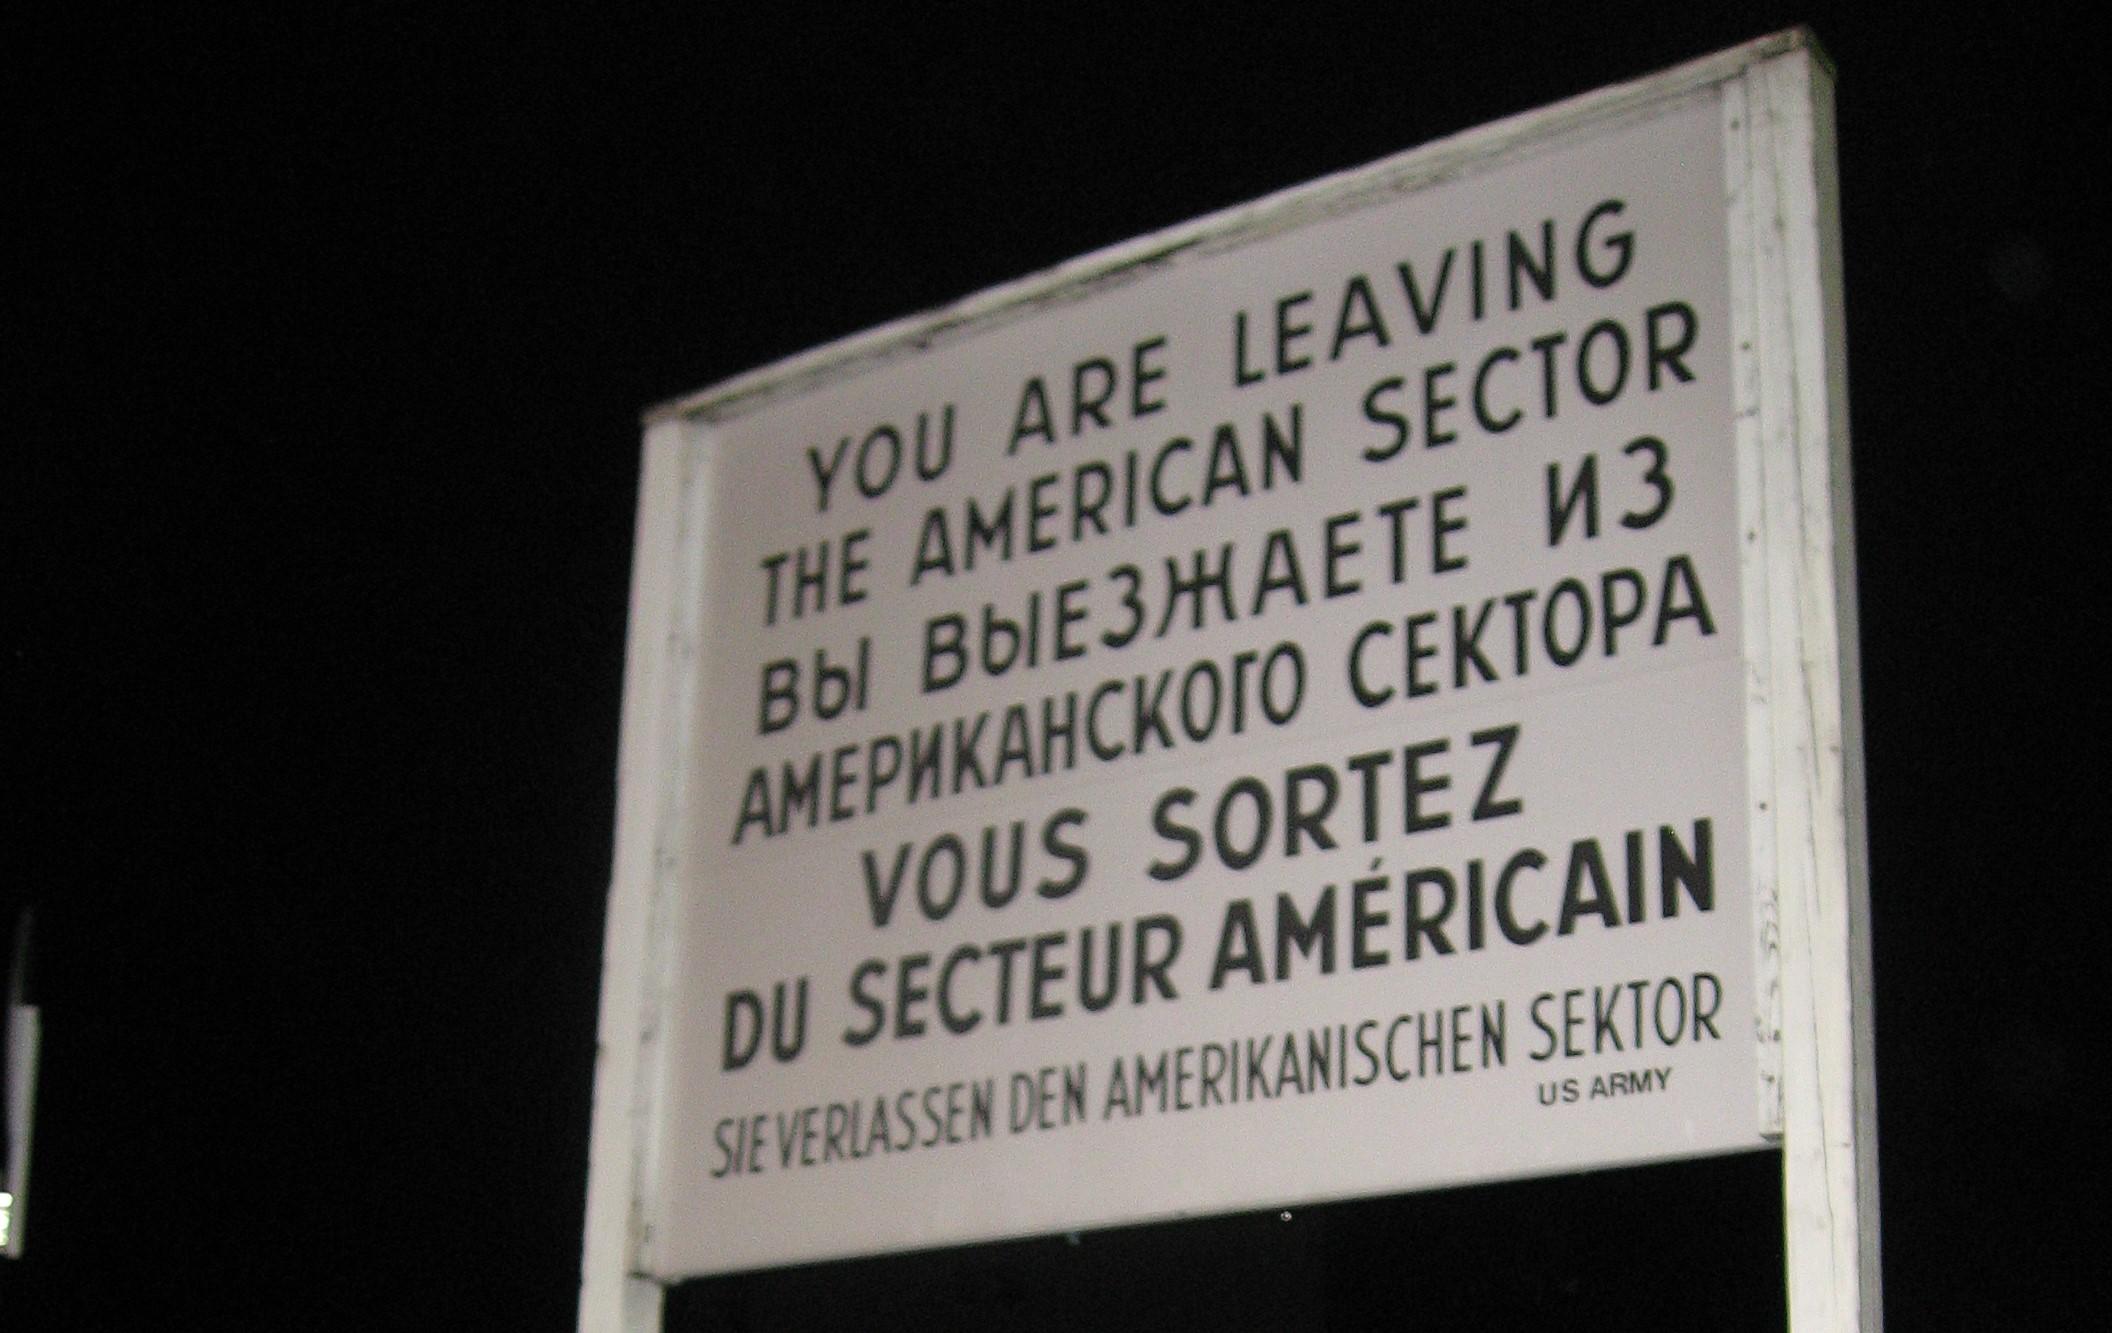 YOU ARE LEAVING
THE AMERICAN SECTOR
ВЫ ВЫЕЗЖАЕТЕ ИЗ
АМЕРИКАНСКОГО СЕКТОРА
VOUS SORTEZ
DU SECTEUR AMÉRICAIN
SIE VERLASSEN DEN AMERIKANISCHEN SEKTOR
US ARMY